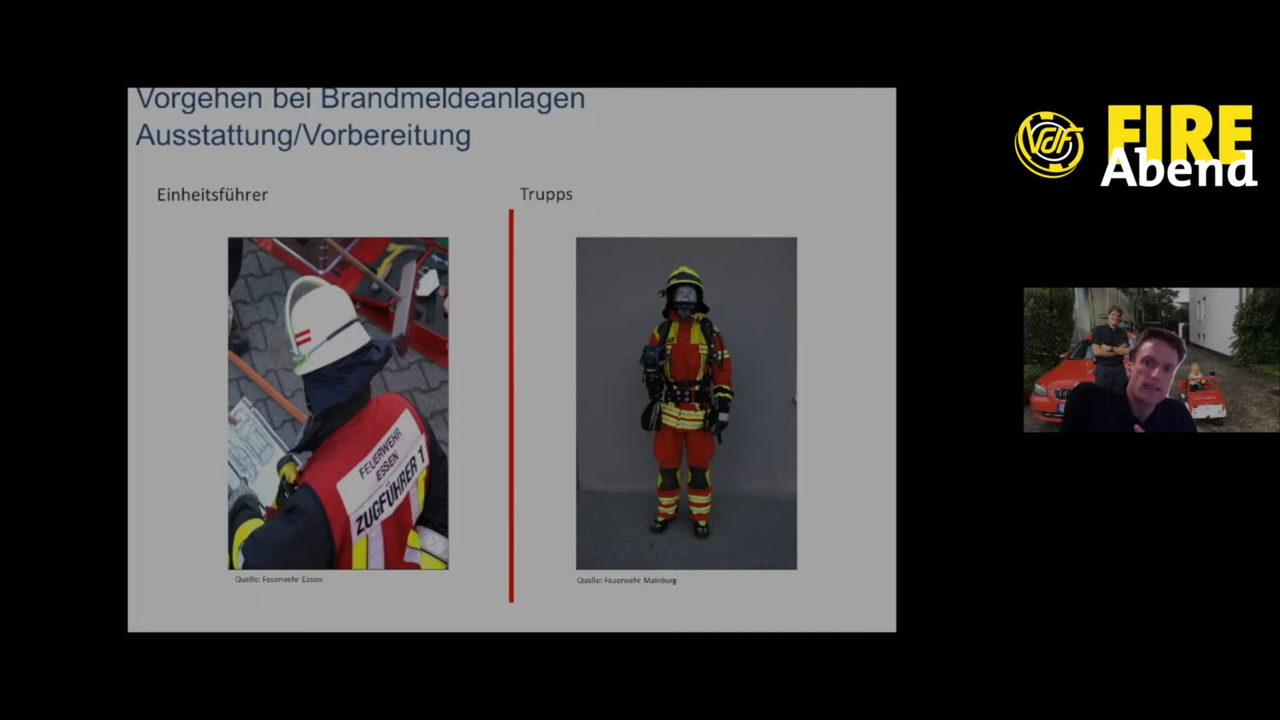 Vorgehen bei Brandmeldeanlagen
Ausstattung/Vorbereitung
Einheitsführer
Trupps
FEUERWEHR
ESSEN
ZUGFÜHRER 1
Quelle: Feuerwehr Essen
Quelle: Feuerwehr Mainburg
VdF
FIRE
Abend